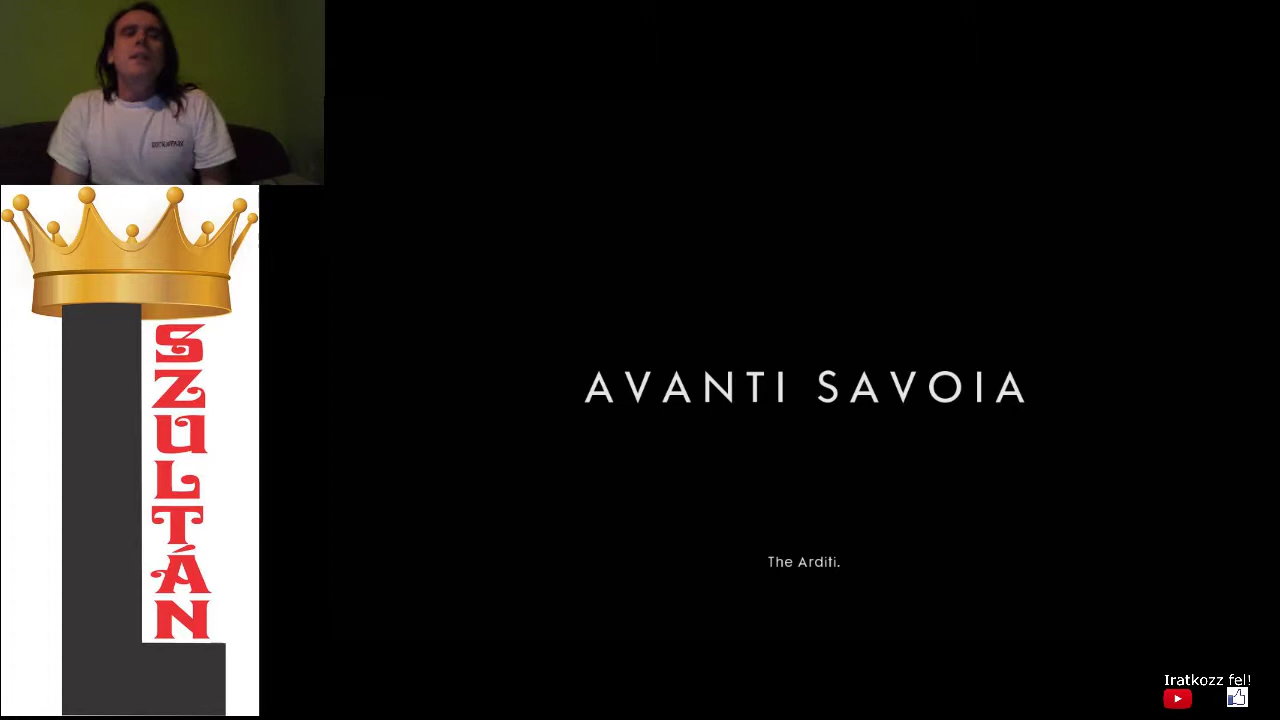 L
SZULTÁN
AVANTI SAVOIA
The Arditi.
Iratkozz fel!